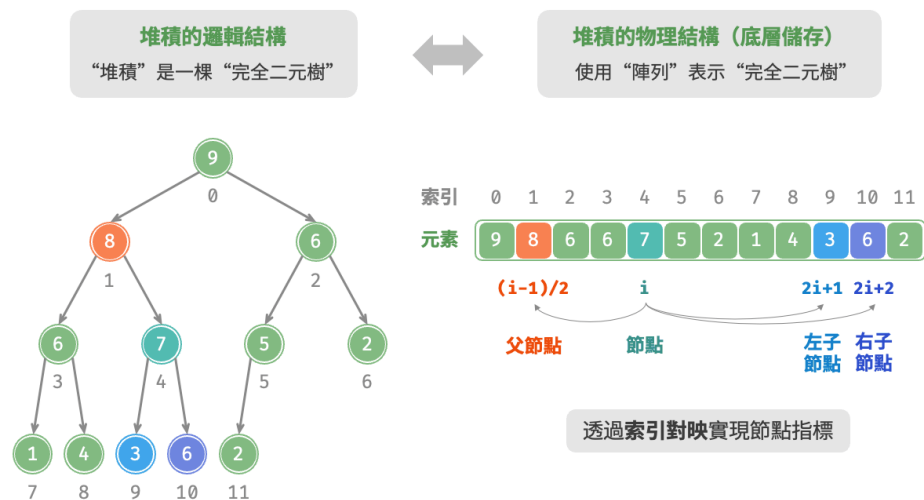 堆積的邏輯結構
“堆積”是一棵“完全二元樹”
堆積的物理結構（底層儲存）
使用“陣列”表示“完全二元樹”
9
0
8
6
1
2
6
7
5
2
3
4
5
6
1
4
3
6
2
7
8
9
10
11
索引 0 1 2 3 4 5 6 7 8 9 10 11
元素 9 8 6 6 7 5 2 1 4 3 6 2
(i-1)/2 i 2i+1 2i+2
父節點 節點 左子節點 右子節點
透過索引對映實現節點指標